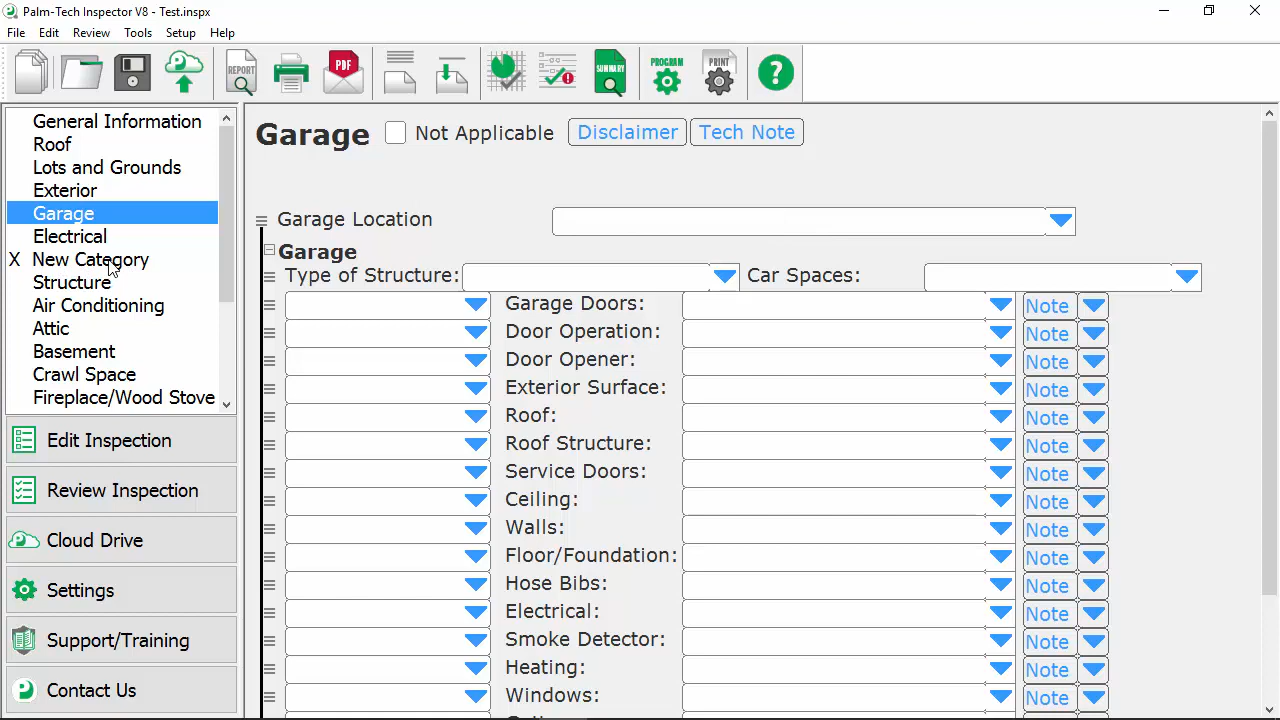 Palm-Tech Inspector V8 - Test.inspx
File Edit Review Tools Setup Help
REPORT PDF SUMMARY PROGRAM PRINT ?
General Information
Roof
Lots and Grounds
Exterior
Garage
Electrical
X New Category
Structure
Air Conditioning
Attic
Basement
Crawl Space
Fireplace/Wood Stove
Edit Inspection
Review Inspection
Cloud Drive
Settings
Support/Training
Contact Us
Garage Not Applicable Disclaimer Tech Note
Garage Location
Garage
Type of Structure: Car Spaces:
Garage Doors: Note
Door Operation: Note
Door Opener: Note
Exterior Surface: Note
Roof: Note
Roof Structure: Note
Service Doors: Note
Ceiling: Note
Walls: Note
Floor/Foundation: Note
Hose Bibs: Note
Electrical: Note
Smoke Detector: Note
Heating: Note
Windows: Note